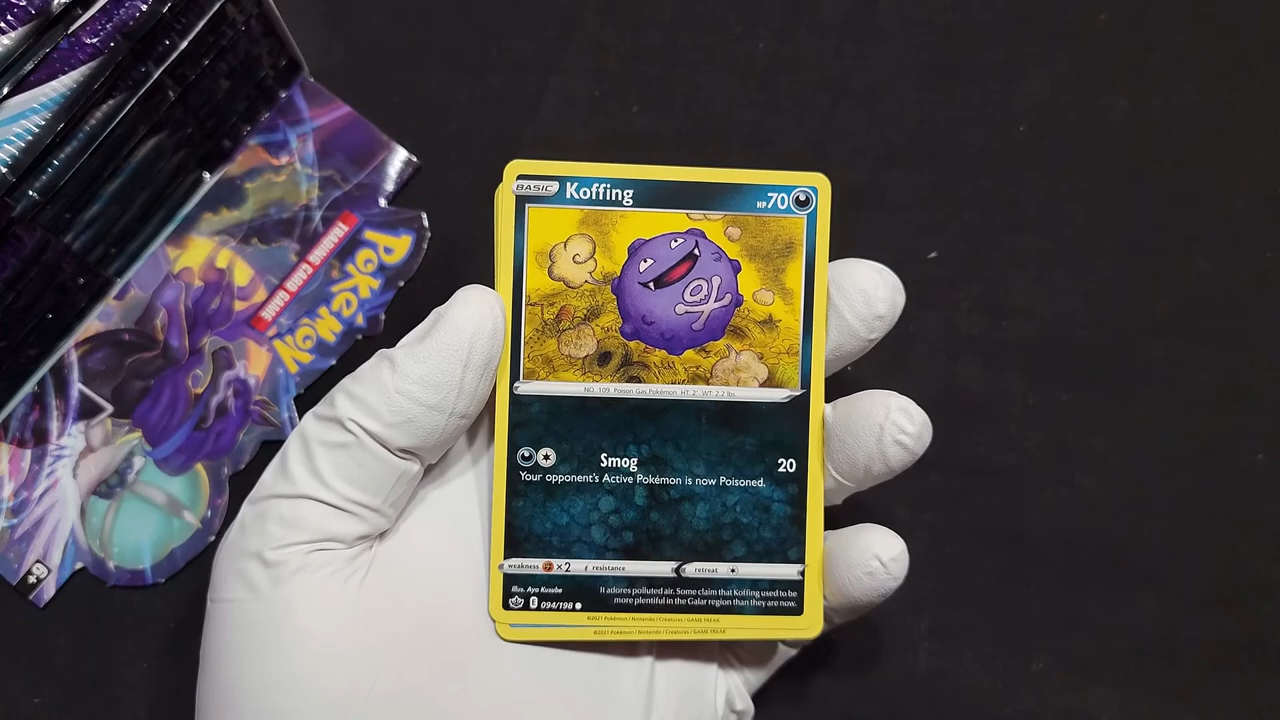 BASIC Koffing HP 70
NO. 109 Poison Gas Pokémon HT: 2' WT: 2.2 lbs.
Smog 20
Your opponent's Active Pokémon is now Poisoned.
weakness ×2 resistance retreat
Illus. Aya Kusube
It adores polluted air. Some claim that Koffing used to
be more plentiful in the Galar region than they are now.
E 094/198
©2021 Pokémon / Nintendo / Creatures / GAME FREAK
©2021 Pokémon / Nintendo / Creatures / GAME FREAK
POKéMON
TRADING CARD GAME
+9